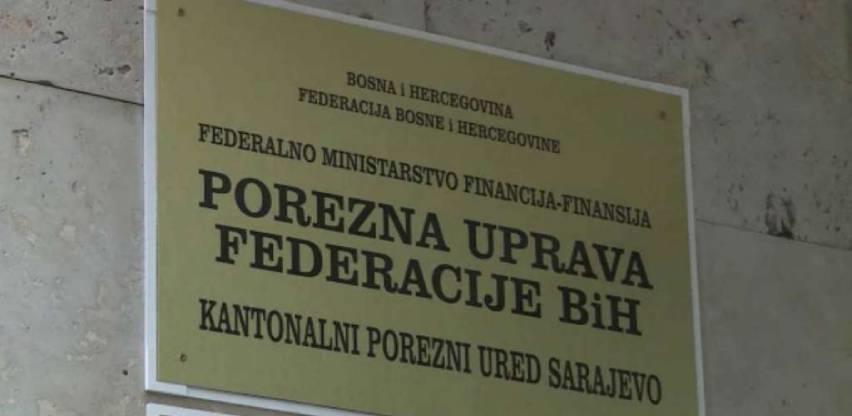 BOSNA i HERCEGOVINA
FEDERACIJA BOSNE i HERCEGOVINE
FEDERALNO MINISTARSTVO FINANCIJA-FINANSIJA
POREZNA UPRAVA
FEDERACIJE BiH
KANTONALNI POREZNI URED SARAJEVO